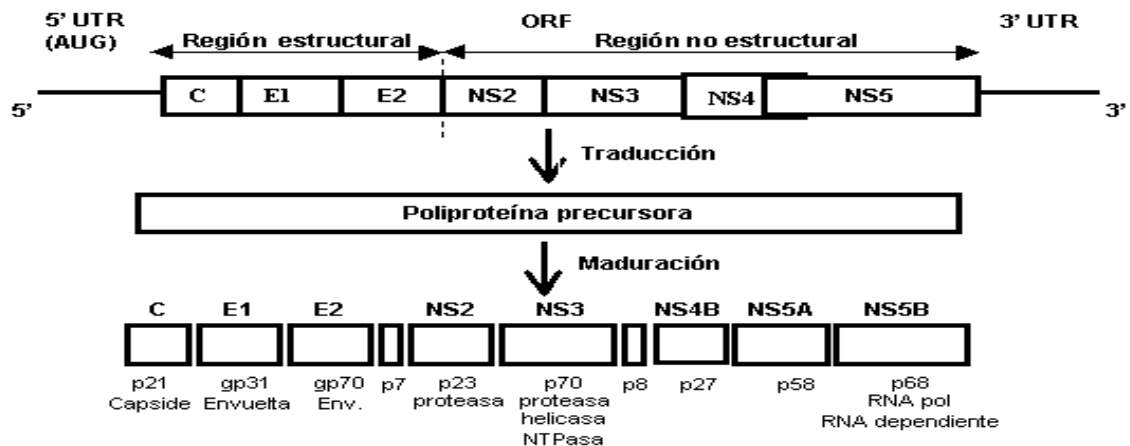 5' UTR ORF 3' UTR
(AUG) Región estructural Región no estructural
C E1 E2 NS2 NS3 NS4 NS5
5' 3'
Traducción
Poliproteína precursora
Maduración
C E1 E2 NS2 NS3 NS4B NS5A NS5B
p21 gp31 gp70 p7 p23 p70 p8 p27 p58 p68
Capside Envuelta Env. proteasa proteasa RNA pol
helicasa RNA dependiente
NTPasa